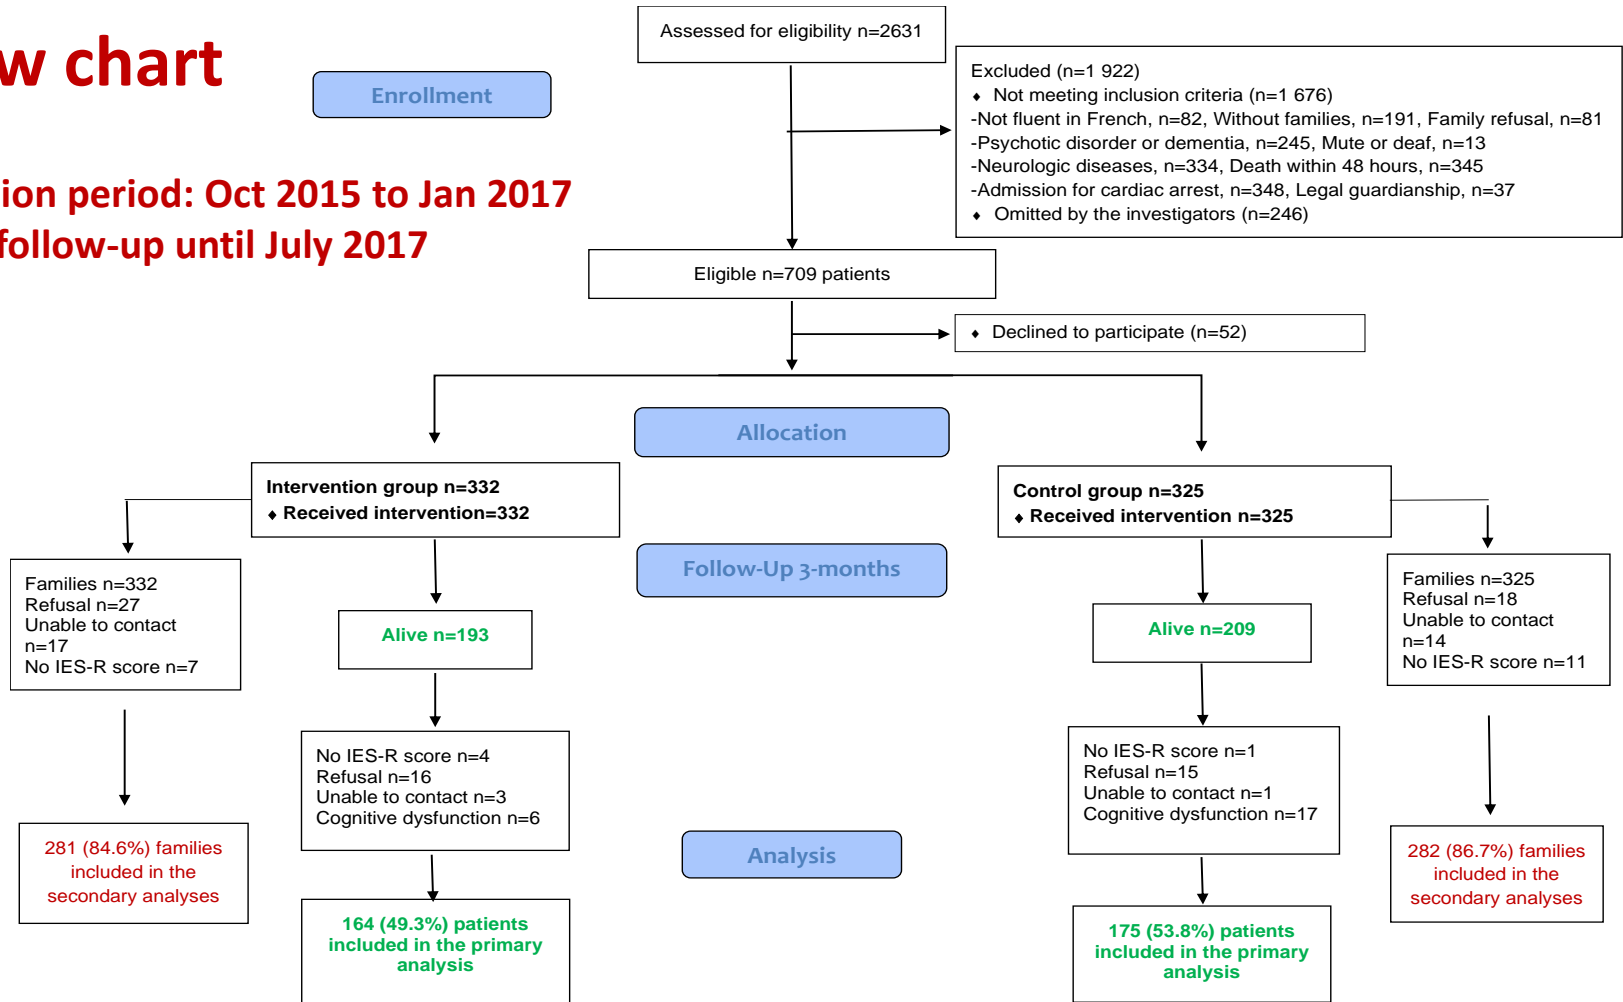 w chart
Enrollment
ion period: Oct 2015 to Jan 2017
follow-up until July 2017
Assessed for eligibility n=2631
Excluded (n=1 922)
⬧ Not meeting inclusion criteria (n=1 676)
-Not fluent in French, n=82, Without families, n=191, Family refusal, n=81
-Psychotic disorder or dementia, n=245, Mute or deaf, n=13
-Neurologic diseases, n=334, Death within 48 hours, n=345
-Admission for cardiac arrest, n=348, Legal guardianship, n=37
⬧ Omitted by the investigators (n=246)
Eligible n=709 patients
⬧ Declined to participate (n=52)
Allocation
Intervention group n=332
⬧ Received intervention=332
Control group n=325
⬧ Received intervention n=325
Follow-Up 3-months
Families n=332
Refusal n=27
Unable to contact
n=17
No IES-R score n=7
Alive n=193
Alive n=209
Families n=325
Refusal n=18
Unable to contact
n=14
No IES-R score n=11
No IES-R score n=4
Refusal n=16
Unable to contact n=3
Cognitive dysfunction n=6
No IES-R score n=1
Refusal n=15
Unable to contact n=1
Cognitive dysfunction n=17
Analysis
281 (84.6%) families
included in the
secondary analyses
164 (49.3%) patients
included in the primary
analysis
175 (53.8%) patients
included in the primary
analysis
282 (86.7%) families
included in the
secondary analyses